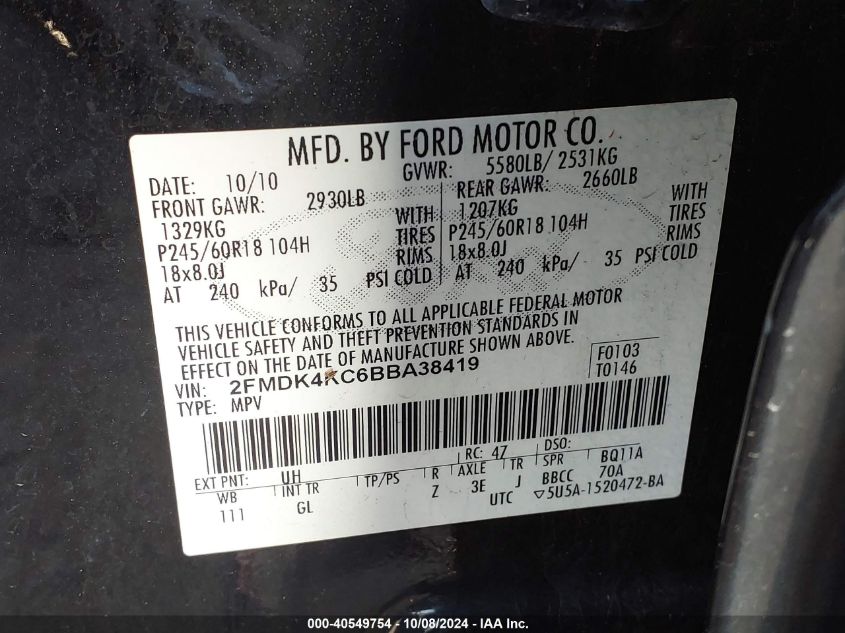 MFD. BY FORD MOTOR CO.
DATE: 10/10 GVWR: 5580LB/ 2531KG
FRONT GAWR: 2930LB REAR GAWR: 2660LB
1329KG WITH 1207KG WITH
P245/60R18 104H TIRES P245/60R18 104H TIRES
18x8.0J RIMS 18x8.0J RIMS
AT 240 kPa/ 35 PSI COLD AT 240 kPa/ 35 PSI COLD
THIS VEHICLE CONFORMS TO ALL APPLICABLE FEDERAL MOTOR
VEHICLE SAFETY AND THEFT PREVENTION STANDARDS IN
EFFECT ON THE DATE OF MANUFACTURE SHOWN ABOVE.
VIN: 2FMDK4KC6BBA38419 F0103
TYPE: MPV T0146
EXT PNT: UH RC: 47 DSO:
WB INT TR TP/PS R AXLE TR SPR BQ11A
111 GL Z 3E J BBCC 70A
UTC ▽5U5A-1520472-BA
000-40549754 - 10/08/2024 - IAA Inc.